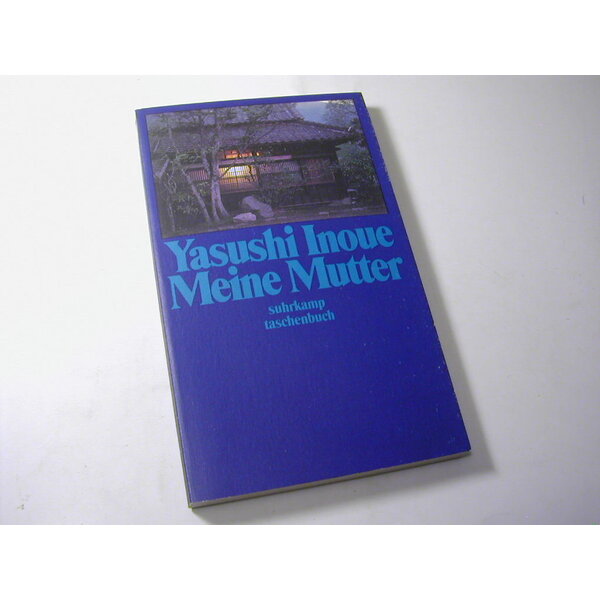 Yasushi Inoue
Meine Mutter
suhrkamp
taschenbuch